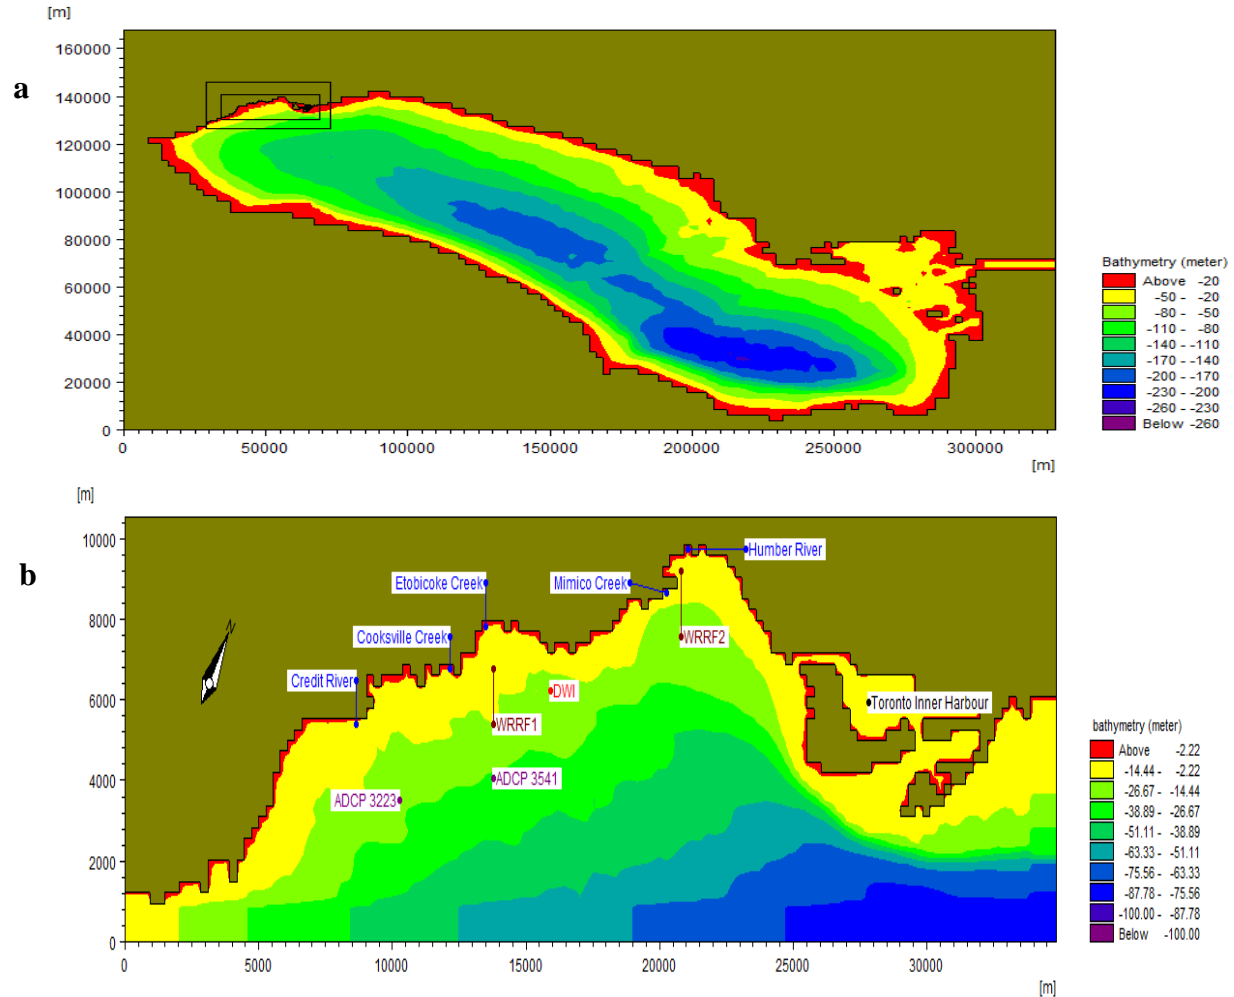 [m]
a
160000
140000
120000
100000
80000
60000
40000
20000
0
0 50000 100000 150000 200000 250000 300000
[m]
Bathymetry (meter)
Above -20
-50 - -20
-80 - -50
-110 - -80
-140 - -110
-170 - -140
-200 - -170
-230 - -200
-260 - -230
Below -260
[m]
b
10000
8000
6000
4000
2000
0
0 5000 10000 15000 20000 25000 30000
[m]
N
Humber River
Etobicoke Creek
Mimico Creek
Cooksville Creek
WRRF2
Credit River
DWI
Toronto Inner Harbour
WRRF1
ADCP 3541
ADCP 3223
bathymetry (meter)
Above -2.22
-14.44 - -2.22
-26.67 - -14.44
-38.89 - -26.67
-51.11 - -38.89
-63.33 - -51.11
-75.56 - -63.33
-87.78 - -75.56
-100.00 - -87.78
Below -100.00